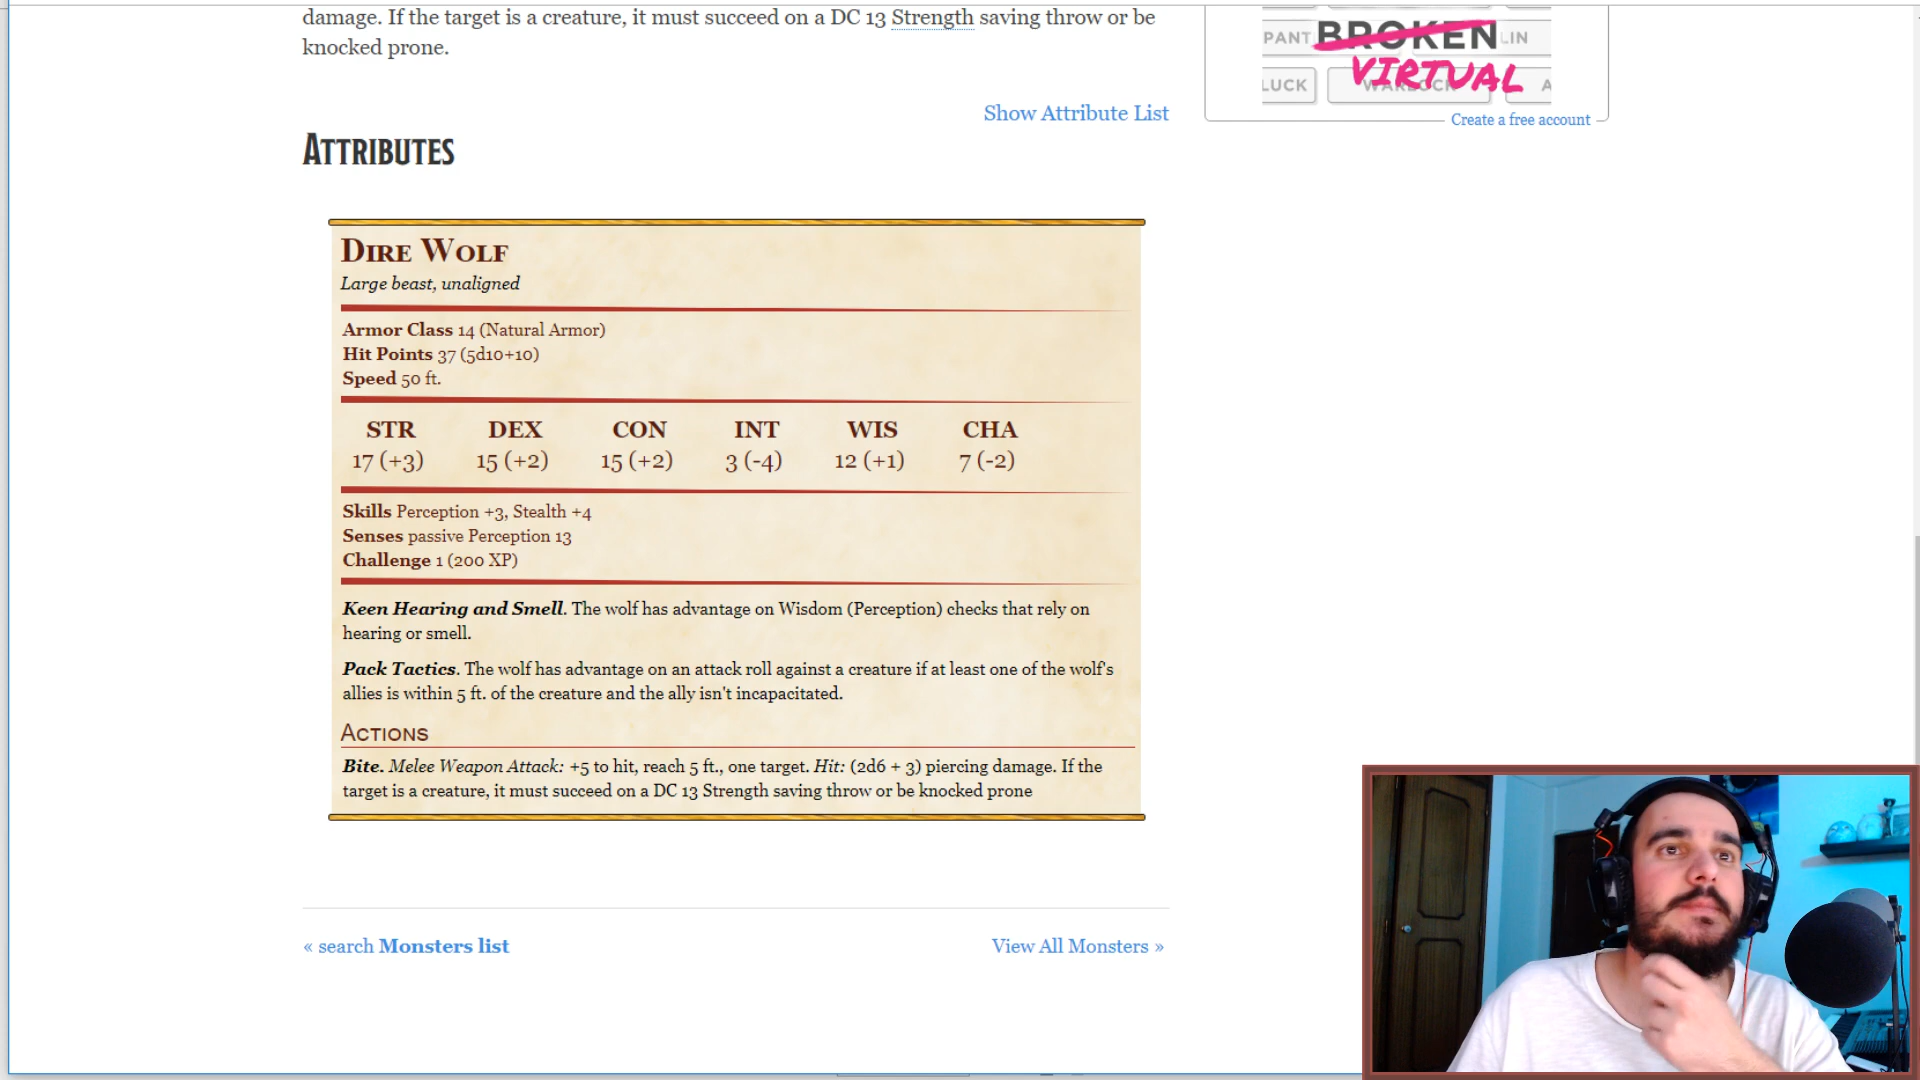 damage. If the target is a creature, it must succeed on a DC 13 Strength saving throw or be
knocked prone.
PANT BROKEN LIN
VIRTUAL
LUCK WARLOCK A
Show Attribute List
Create a free account
ATTRIBUTES
DIRE WOLF
Large beast, unaligned
Armor Class 14 (Natural Armor)
Hit Points 37 (5d10+10)
Speed 50 ft.
STR DEX CON INT WIS CHA
17 (+3) 15 (+2) 15 (+2) 3 (-4) 12 (+1) 7 (-2)
Skills Perception +3, Stealth +4
Senses passive Perception 13
Challenge 1 (200 XP)
Keen Hearing and Smell. The wolf has advantage on Wisdom (Perception) checks that rely on
hearing or smell.
Pack Tactics. The wolf has advantage on an attack roll against a creature if at least one of the wolf's
allies is within 5 ft. of the creature and the ally isn't incapacitated.
ACTIONS
Bite. Melee Weapon Attack: +5 to hit, reach 5 ft., one target. Hit: (2d6 + 3) piercing damage. If the
target is a creature, it must succeed on a DC 13 Strength saving throw or be knocked prone
« search Monsters list
View All Monsters »